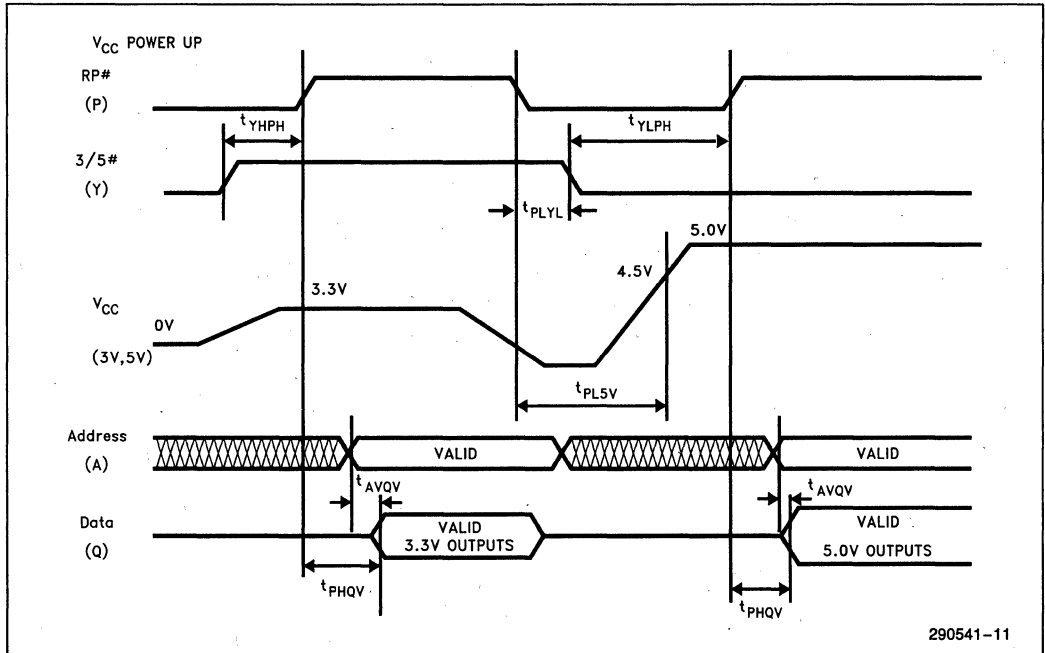 VCC POWER UP
RP#
(P)
tYHPH
tYLPH
3/5#
(Y)
tPLYL
5.0V
4.5V
3.3V
VCC
0V
(3V,5V)
tPL5V
Address
(A)
VALID
VALID
tAVQV
tAVQV
Data
(Q)
VALID
3.3V OUTPUTS
VALID
5.0V OUTPUTS
tPHQV
tPHQV
290541-11